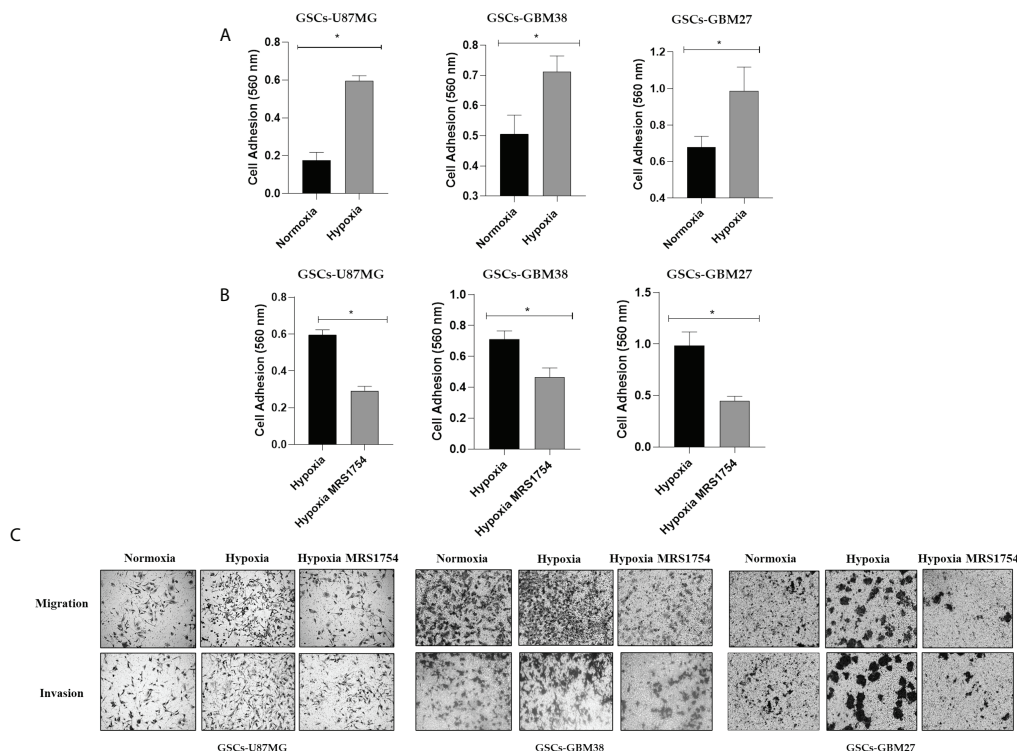 A
GSCs-U87MG
Cell Adhesion (560 nm)
0.8
0.6
0.4
0.2
0.0
*
Normoxia
Hypoxia
GSCs-GBM38
Cell Adhesion (560 nm)
0.8
0.7
0.6
0.5
0.4
0.3
*
Normoxia
Hypoxia
GSCs-GBM27
Cell Adhesion (560 nm)
1.2
1.0
0.8
0.6
0.4
*
Normoxia
Hypoxia
B
GSCs-U87MG
Cell Adhesion (560 nm)
0.8
0.6
0.4
0.2
0.0
*
Hypoxia
Hypoxia MRS1754
GSCs-GBM38
Cell Adhesion (560 nm)
1.0
0.8
0.6
0.4
0.2
0.0
*
Hypoxia
Hypoxia MRS1754
GSCs-GBM27
Cell Adhesion (560 nm)
1.5
1.0
0.5
0.0
*
Hypoxia
Hypoxia MRS1754
C
Normoxia Hypoxia Hypoxia MRS1754 Normoxia Hypoxia Hypoxia MRS1754 Normoxia Hypoxia Hypoxia MRS1754
Migration
Invasion
GSCs-U87MG GSCs-GBM38 GSCs-GBM27